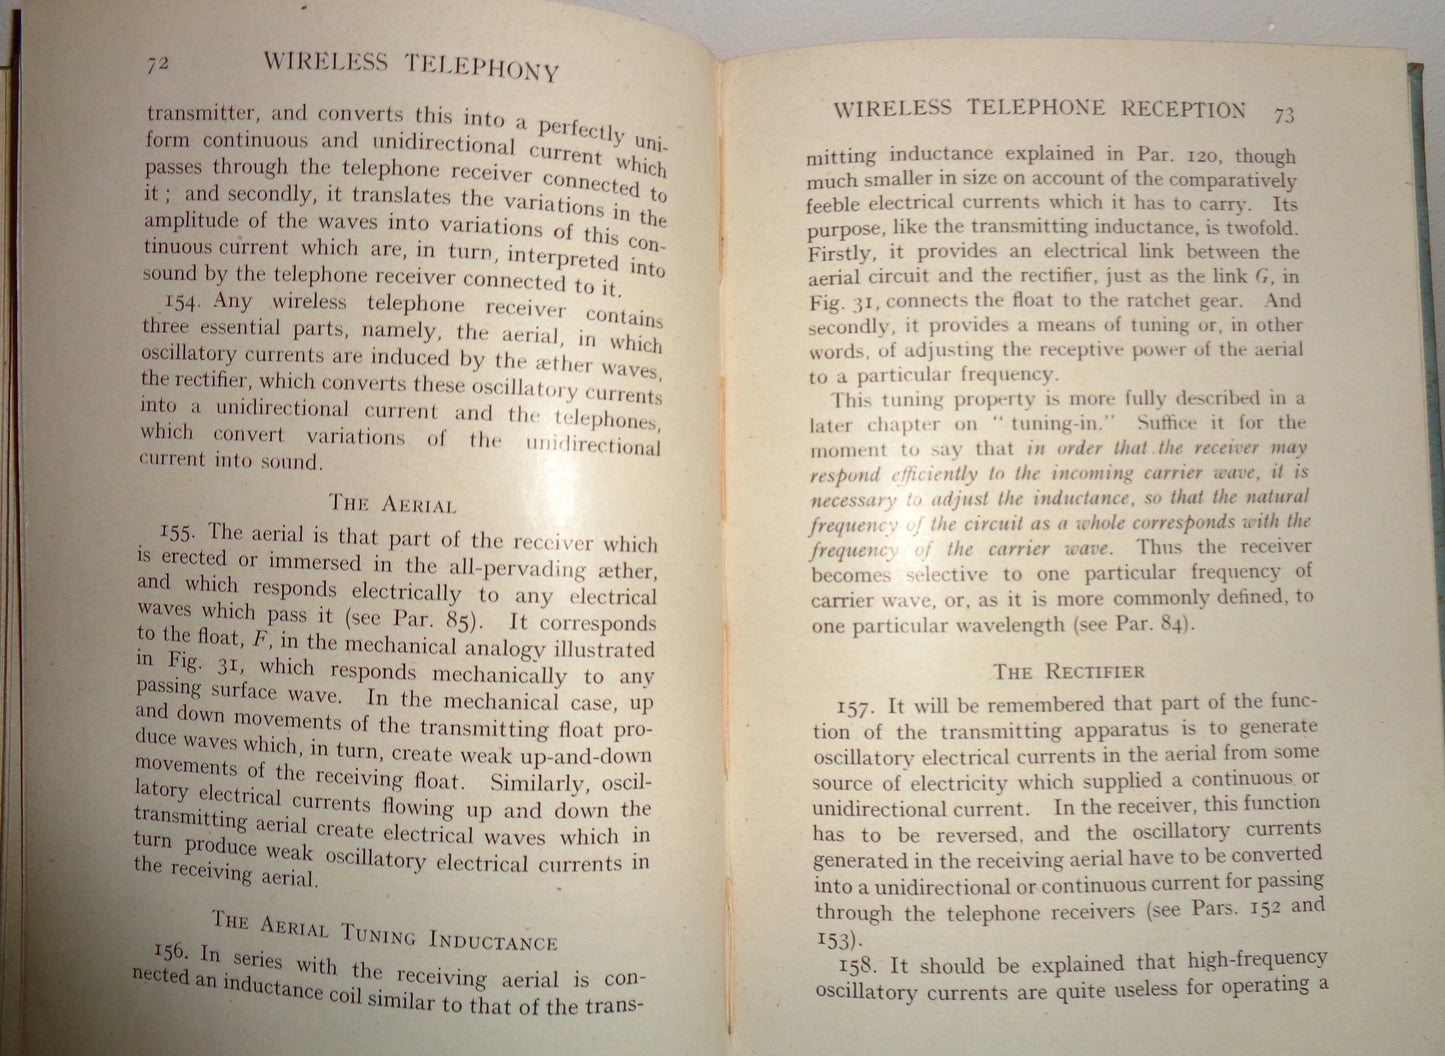 72 WIRELESS TELEPHONY
transmitter, and converts this into a perfectly uni-
form continuous and unidirectional current which
passes through the telephone receiver connected to
it ; and secondly, it translates the variations in the
amplitude of the waves into variations of this con-
tinuous current which are, in turn, interpreted into
sound by the telephone receiver connected to it.
154. Any wireless telephone receiver contains
three essential parts, namely, the aerial, in which
oscillatory currents are induced by the æther waves,
the rectifier, which converts these oscillatory currents
into a unidirectional current and the telephones,
which convert variations of the unidirectional
current into sound.
THE AERIAL
155. The aerial is that part of the receiver which
is erected or immersed in the all-pervading æther,
and which responds electrically to any electrical
waves which pass it (see Par. 85). It corresponds
to the float, F, in the mechanical analogy illustrated
in Fig. 31, which responds mechanically to any
passing surface wave. In the mechanical case, up
and down movements of the transmitting float pro-
duce waves which, in turn, create weak up-and-down
movements of the receiving float. Similarly, oscil-
latory electrical currents flowing up and down the
transmitting aerial create electrical waves which in
turn produce weak oscillatory electrical currents in
the receiving aerial.
THE AERIAL TUNING INDUCTANCE
156. In series with the receiving aerial is con-
nected an inductance coil similar to that of the trans-
WIRELESS TELEPHONE RECEPTION 73
mitting inductance explained in Par. 120, though
much smaller in size on account of the comparatively
feeble electrical currents which it has to carry. Its
purpose, like the transmitting inductance, is twofold.
Firstly, it provides an electrical link between the
aerial circuit and the rectifier, just as the link G, in
Fig. 31, connects the float to the ratchet gear. And
secondly, it provides a means of tuning or, in other
words, of adjusting the receptive power of the aerial
to a particular frequency.
This tuning property is more fully described in a
later chapter on “ tuning-in.” Suffice it for the
moment to say that in order that the receiver may
respond efficiently to the incoming carrier wave, it is
necessary to adjust the inductance, so that the natural
frequency of the circuit as a whole corresponds with the
frequency of the carrier wave. Thus the receiver
becomes selective to one particular frequency of
carrier wave, or, as it is more commonly defined, to
one particular wavelength (see Par. 84).
THE RECTIFIER
157. It will be remembered that part of the func-
tion of the transmitting apparatus is to generate
oscillatory electrical currents in the aerial from some
source of electricity which supplied a continuous or
unidirectional current. In the receiver, this function
has to be reversed, and the oscillatory currents
generated in the receiving aerial have to be converted
into a unidirectional or continuous current for passing
through the telephone receivers (see Pars. 152 and
153).
158. It should be explained that high-frequency
oscillatory currents are quite useless for operating a